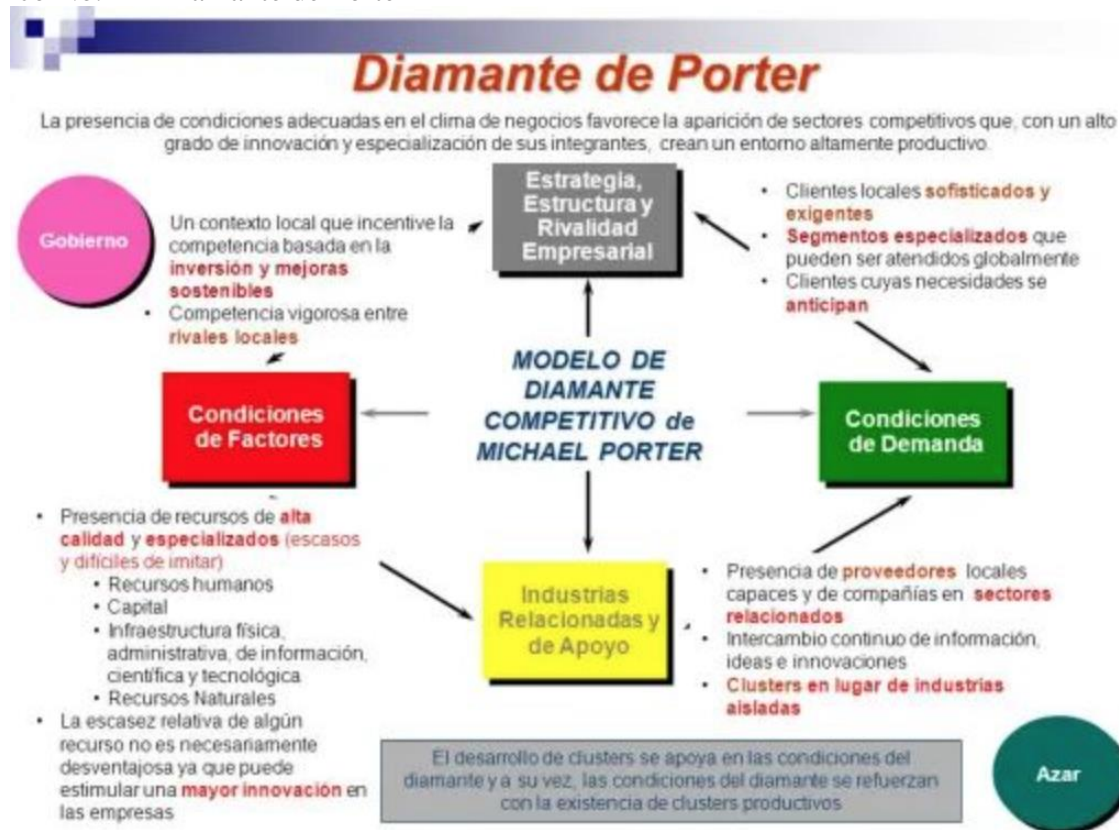 Diamante de Porter
La presencia de condiciones adecuadas en el clima de negocios favorece la aparición de sectores competitivos que, con un alto
grado de innovación y especialización de sus integrantes, crean un entorno altamente productivo.
Gobierno
Un contexto local que incentive la
competencia basada en la
inversión y mejoras
sostenibles
• Competencia vigorosa entre
rivales locales
Estrategia,
Estructura y
Rivalidad
Empresarial
• Clientes locales sofisticados y
exigentes
• Segmentos especializados que
pueden ser atendidos globalmente
• Clientes cuyas necesidades se
anticipan
Condiciones
de Factores
MODELO DE
DIAMANTE
COMPETITIVO de
MICHAEL PORTER
Condiciones
de Demanda
• Presencia de recursos de alta
calidad y especializados (escasos
y difíciles de imitar)
• Recursos humanos
• Capital
• Infraestructura física,
administrativa, de información,
científica y tecnológica
• Recursos Naturales
• La escasez relativa de algún
recurso no es necesariamente
desventajosa ya que puede
estimular una mayor innovación en
las empresas
Industrias
Relacionadas y
de Apoyo
• Presencia de proveedores locales
capaces y de compañías en sectores
relacionados
• Intercambio continuo de información,
ideas e innovaciones
• Clusters en lugar de industrias
aisladas
El desarrollo de clusters se apoya en las condiciones del
diamante y a su vez, las condiciones del diamante se refuerzan
con la existencia de clusters productivos
Azar